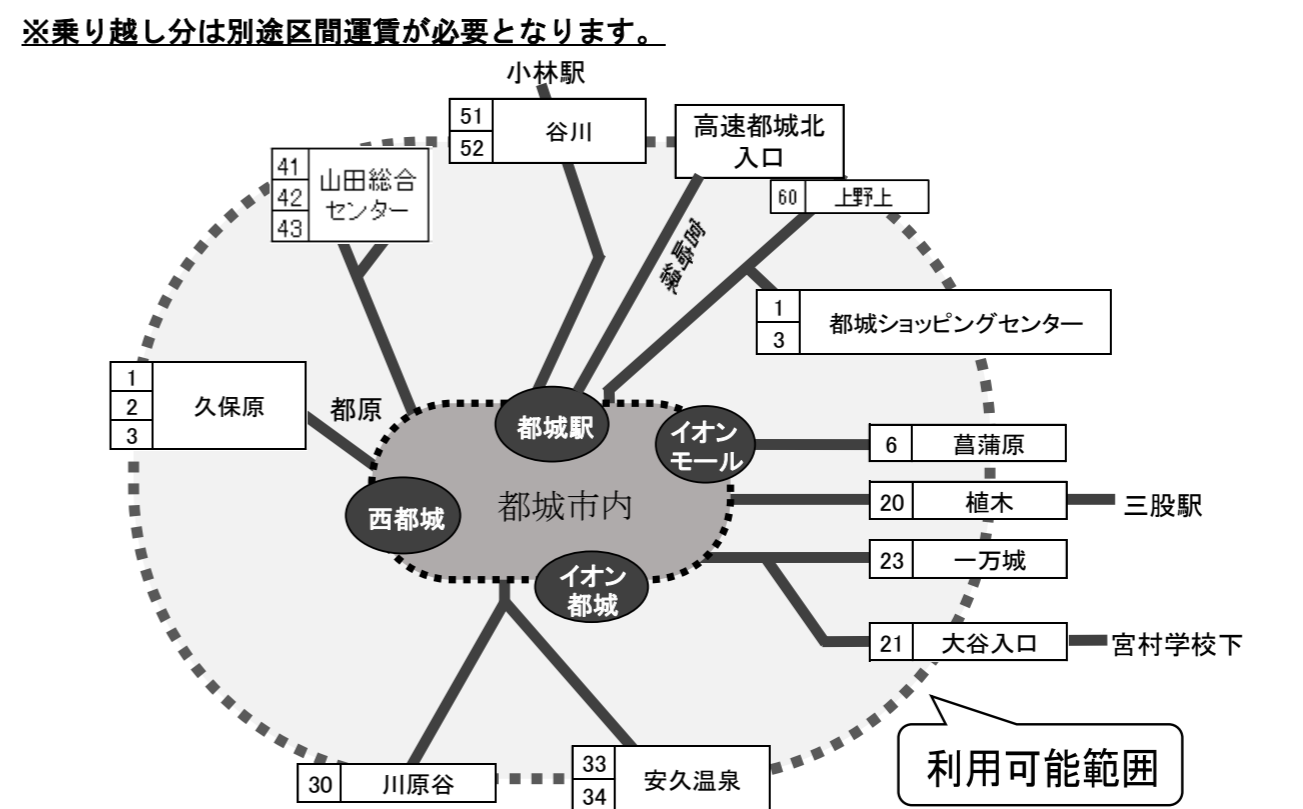 ※乗り越し分は別途区間運賃が必要となります。
小林駅
51
52
谷川
高速都城北
入口
41
42
43
山田総合
センター
60
上野上
宮崎線
1
3
都城ショッピングセンター
1
2
3
久保原
都原
都城駅
イオン
モール
6
菖蒲原
西都城
都城市内
20
植木
三股駅
23
一万城
イオン
都城
21
大谷入口
宮村学校下
利用可能範囲
30
川原谷
33
34
安久温泉